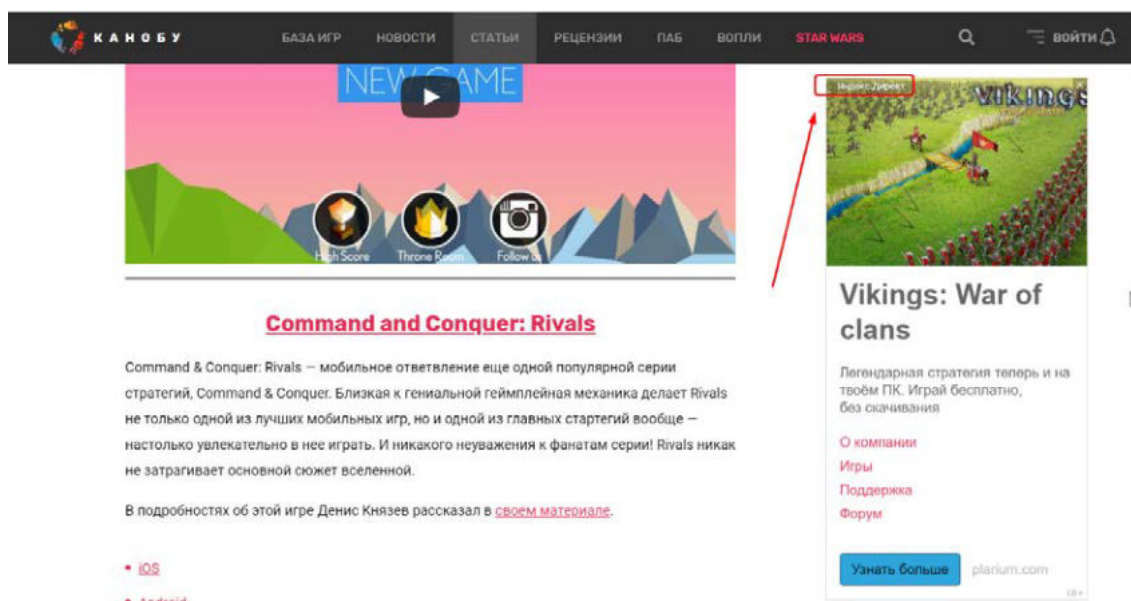 КАНОБУ
БАЗА ИГР НОВОСТИ СТАТЬИ РЕЦЕНЗИИ ПАБ ВОПЛИ STAR WARS ВОЙТИ
NEW GAME
High Score Throne Room Follow us
Command and Conquer: Rivals
Command & Conquer: Rivals — мобильное ответвление еще одной популярной серии
стратегий, Command & Conquer. Близкая к гениальной геймплейная механика делает Rivals
не только одной из лучших мобильных игр, но и одной из главных стартегий вообще —
настолько увлекательно в нее играть. И никакого неуважения к фанатам серии! Rivals никак
не затрагивает основной сюжет вселенной.
В подробностях об этой игре Денис Князев рассказал в своем материале.
• iOS
• Android
Яндекс.Директ
VIKINGS
Vikings: War of
clans
Легендарная стратегия теперь и на
твоём ПК. Играй бесплатно,
без скачивания
О компании
Игры
Поддержка
Форум
Узнать больше plarium.com
18+